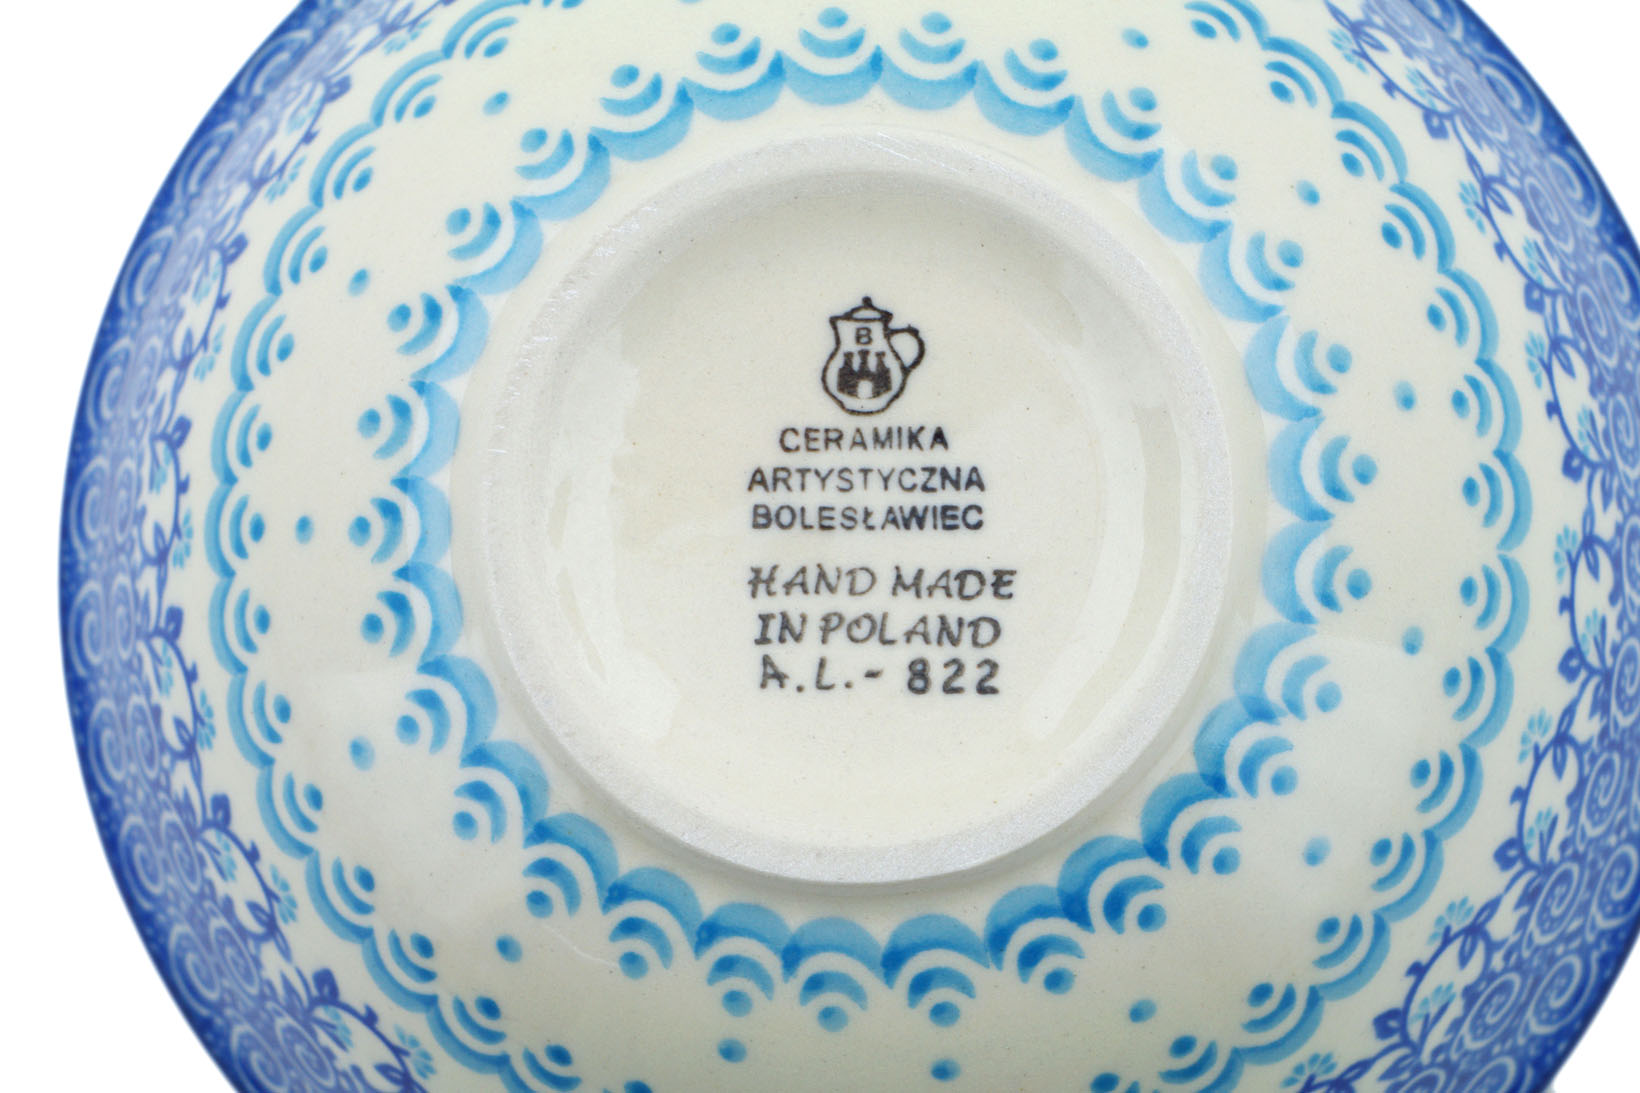 B
CERAMIKA
ARTYSTYCZNA
BOLESŁAWIEC
HAND MADE
IN POLAND
A.L.- 822